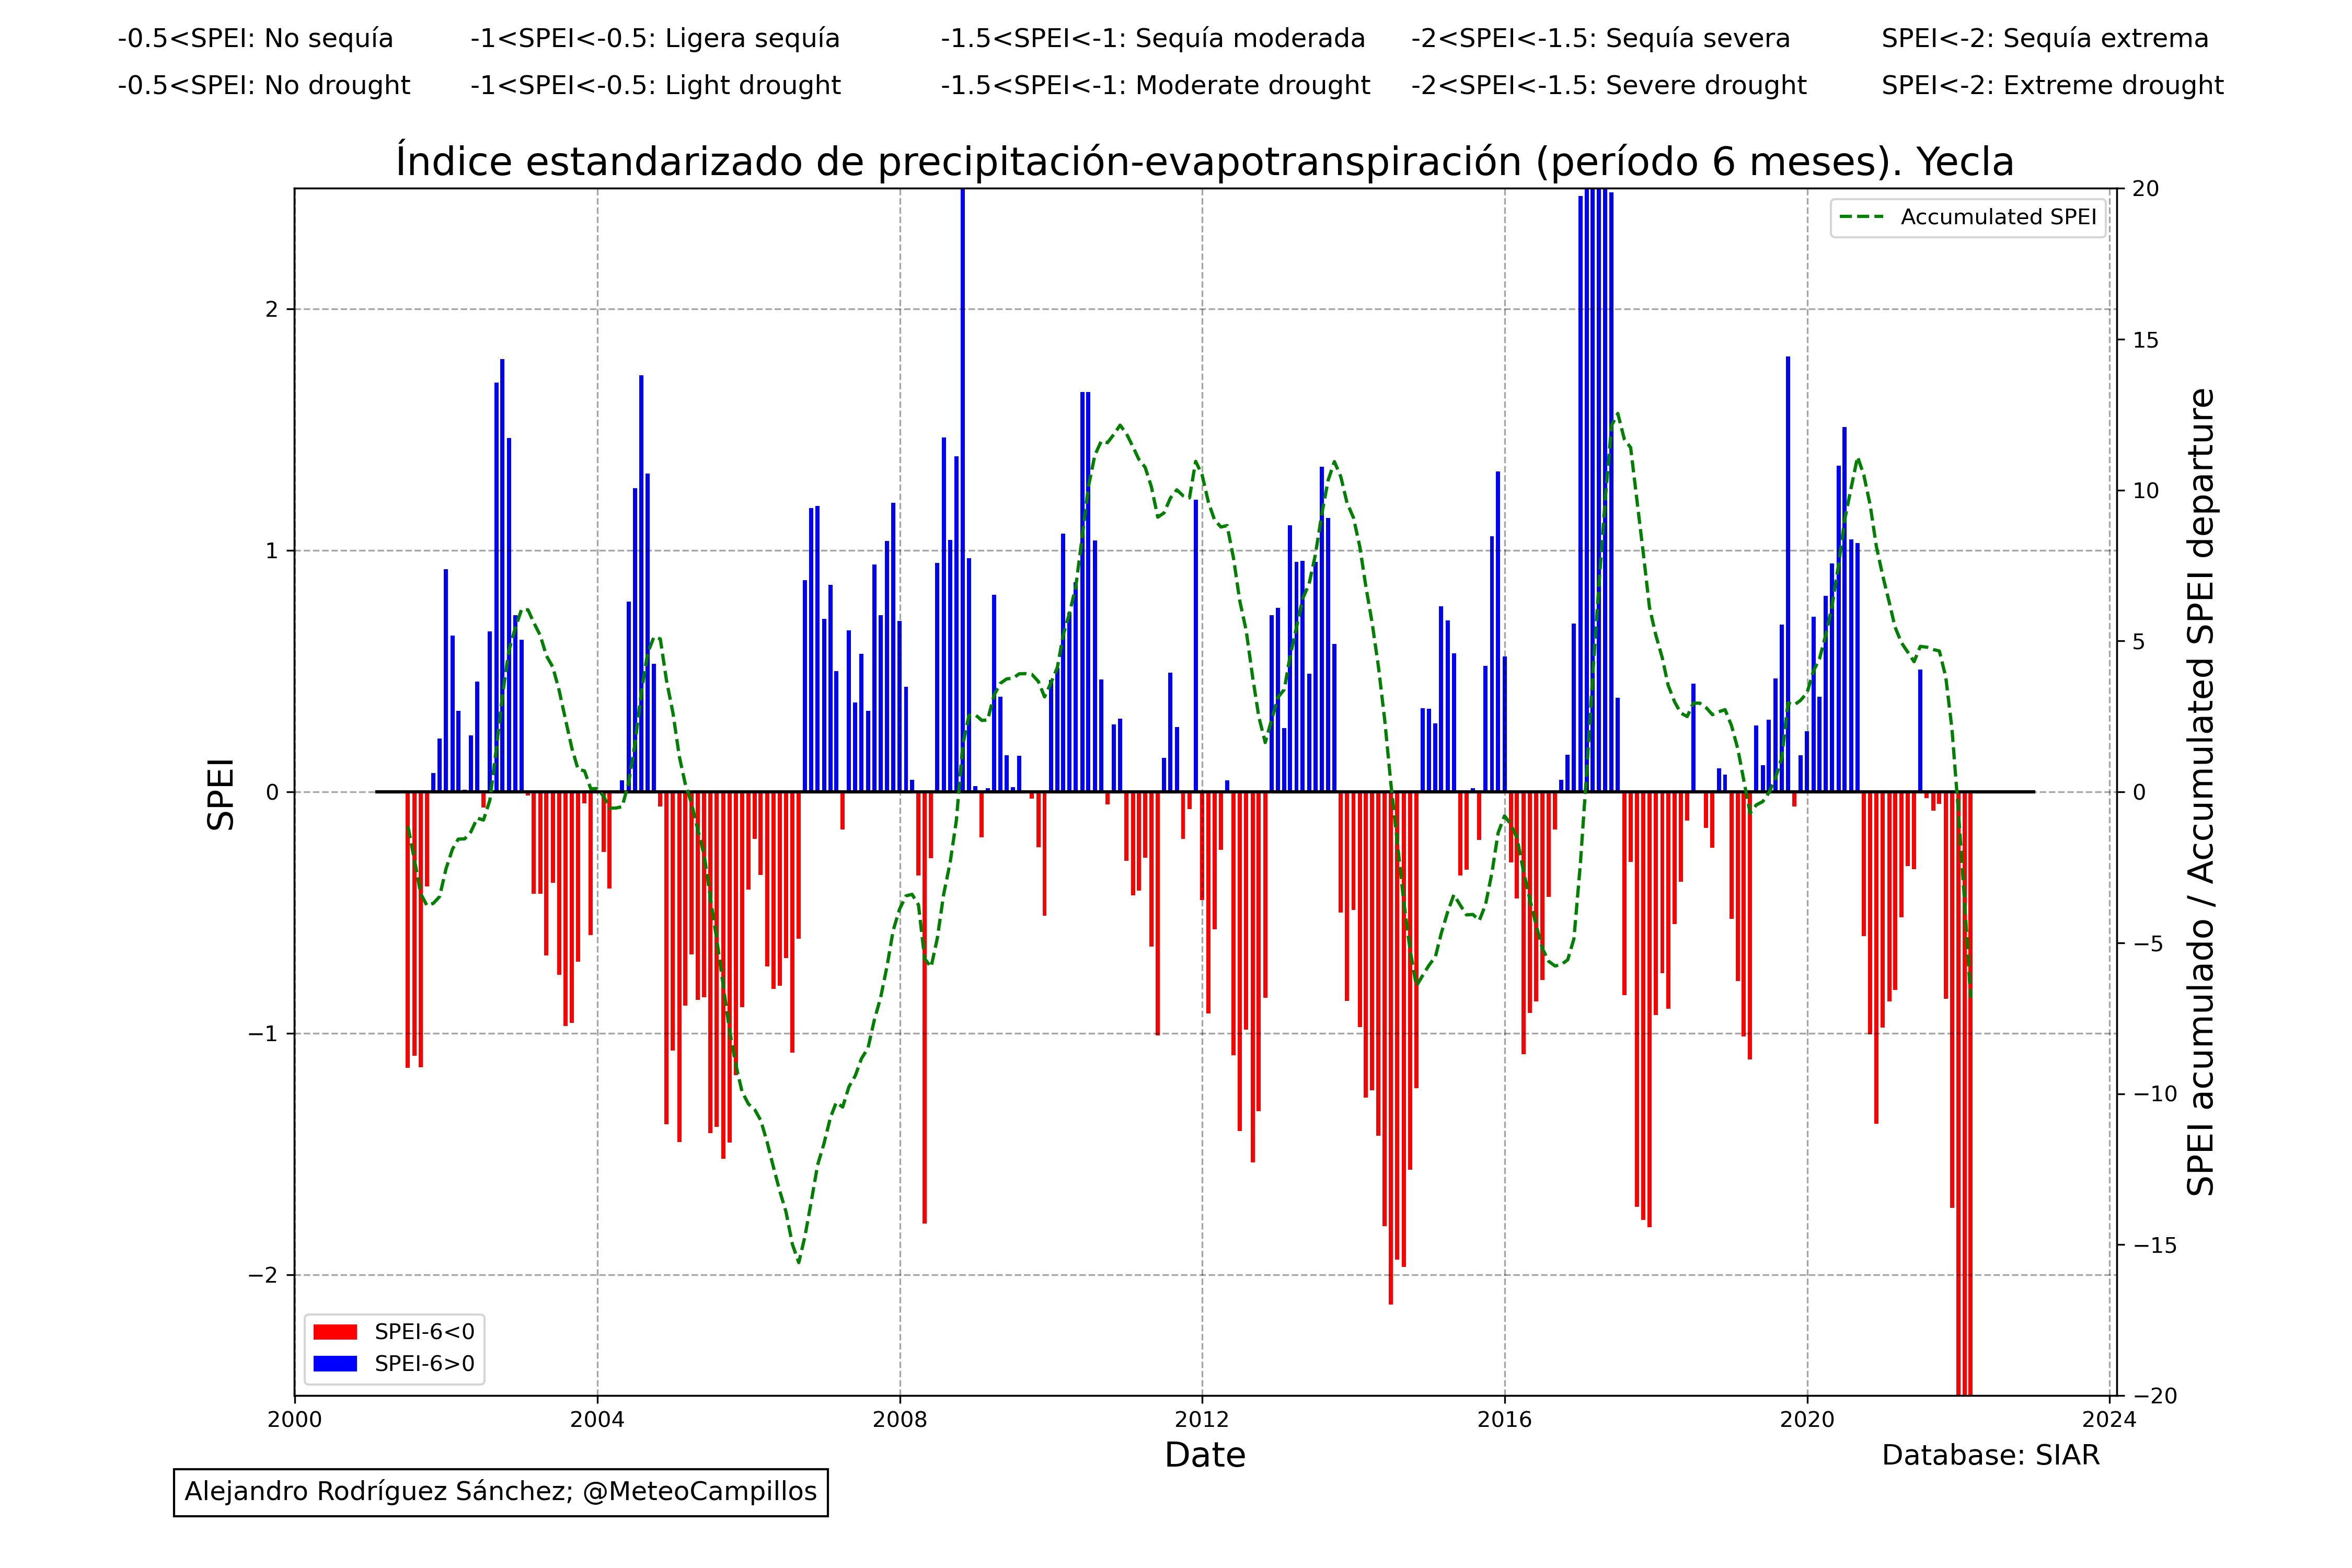 -0.5<SPEI: No sequía -1<SPEI<-0.5: Ligera sequía -1.5<SPEI<-1: Sequía moderada -2<SPEI<-1.5: Sequía severa SPEI<-2: Sequía extrema
-0.5<SPEI: No drought -1<SPEI<-0.5: Light drought -1.5<SPEI<-1: Moderate drought -2<SPEI<-1.5: Severe drought SPEI<-2: Extreme drought
Índice estandarizado de precipitación-evapotranspiración (período 6 meses). Yecla
Accumulated SPEI
SPEI
2
1
0
−1
−2
20
15
10
5
0
−5
−10
−15
−20
SPEI acumulado / Accumulated SPEI departure
SPEI-6<0
SPEI-6>0
2000 2004 2008 2012 2016 2020 2024
Date
Database: SIAR
Alejandro Rodríguez Sánchez; @MeteoCampillos